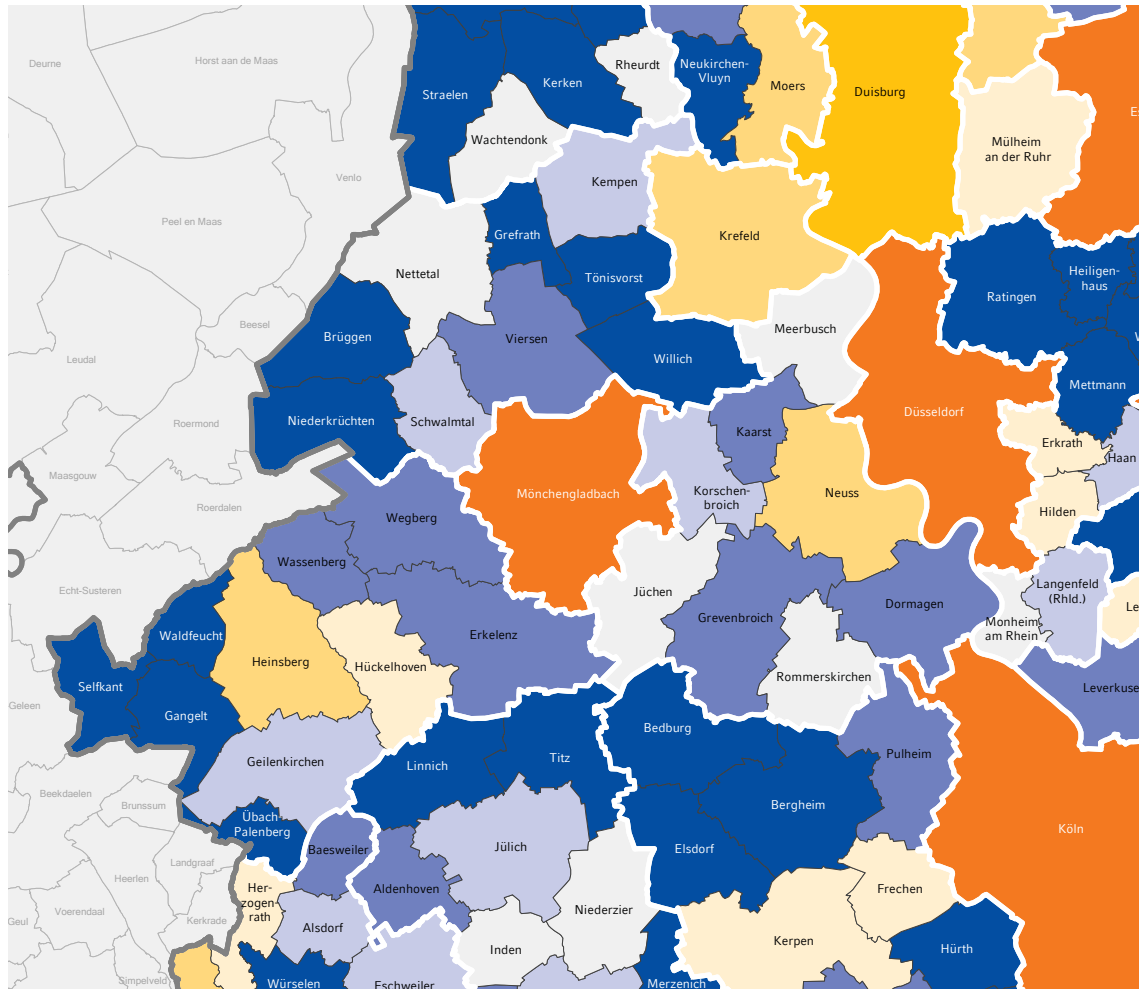 Deurne
Horst aan de Maas
Straelen
Kerken
Rheurdt
Neukirchen-
Vluyn
Moers
Duisburg
Mülheim
an der Ruhr
Wachtendonk
Venlo
Kempen
Peel en Maas
Grefrath
Krefeld
Nettetal
Tönisvorst
Heiligen-
haus
Ratingen
Beesel
Brüggen
Viersen
Meerbusch
Leudal
Willich
Mettmann
Niederkrüchten
Schwalmtal
Roermond
Kaarst
Düsseldorf
Erkrath
Haan
Maasgouw
Mönchengladbach
Korschen-
broich
Neuss
Roerdalen
Wegberg
Hilden
Wassenberg
Echt-Susteren
Jüchen
Langenfeld
(Rhld.)
Dormagen
Grevenbroich
Monheim
am Rhein
Le
Waldfeucht
Erkelenz
Heinsberg
Hückelhoven
Rommerskirchen
Selfkant
Leverkuse
Geleen
Gangelt
Bedburg
Geilenkirchen
Linnich
Titz
Pulheim
Beekdaelen
Brunssum
Bergheim
Übach-
Palenberg
Köln
Baesweiler
Jülich
Elsdorf
Landgraaf
Heerlen
Her-
zogen-
rath
Aldenhoven
Frechen
Voerendaal
Geul
Kerkrade
Niederzier
Alsdorf
Kerpen
Inden
Hürth
Simpelveld
Würselen
Eschweiler
Merzenich